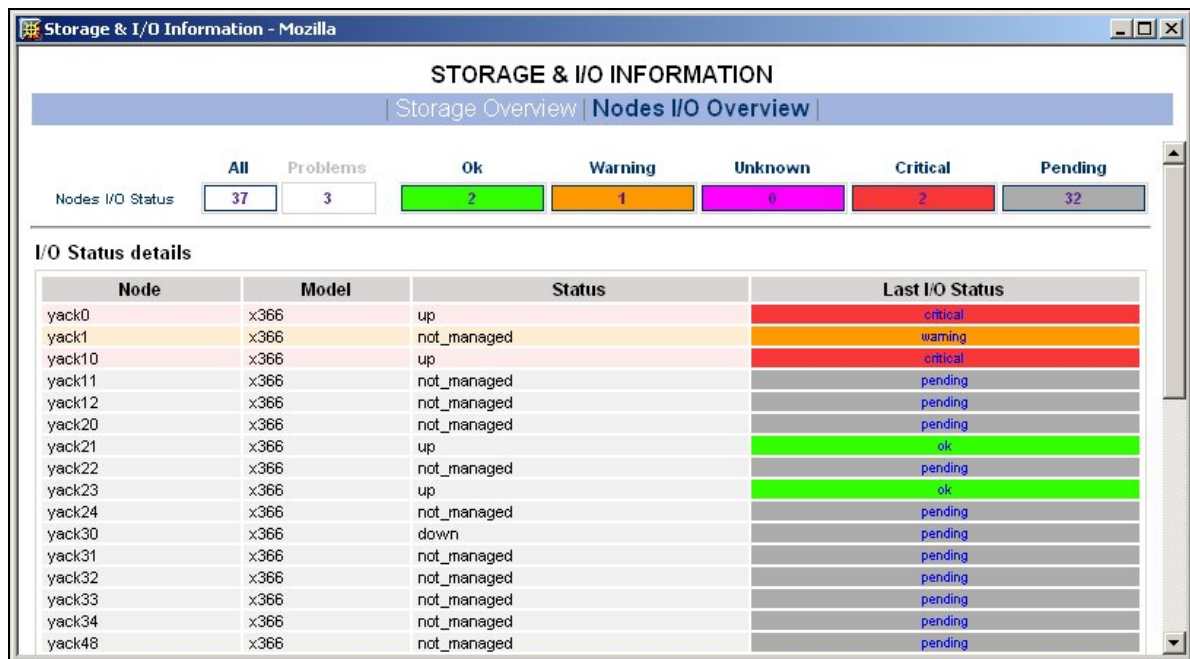 Storage & I/O Information - Mozilla
STORAGE & I/O INFORMATION
| Storage Overview | Nodes I/O Overview |
All Problems Ok Warning Unknown Critical Pending
Nodes I/O Status 37 3 2 1 0 2 32
I/O Status details
Node Model Status Last I/O Status
yack0 x366 up critical
yack1 x366 not_managed warning
yack10 x366 up critical
yack11 x366 not_managed pending
yack12 x366 not_managed pending
yack20 x366 not_managed pending
yack21 x366 up ok
yack22 x366 not_managed pending
yack23 x366 up ok
yack24 x366 not_managed pending
yack30 x366 down pending
yack31 x366 not_managed pending
yack32 x366 not_managed pending
yack33 x366 not_managed pending
yack34 x366 not_managed pending
yack48 x366 not_managed pending